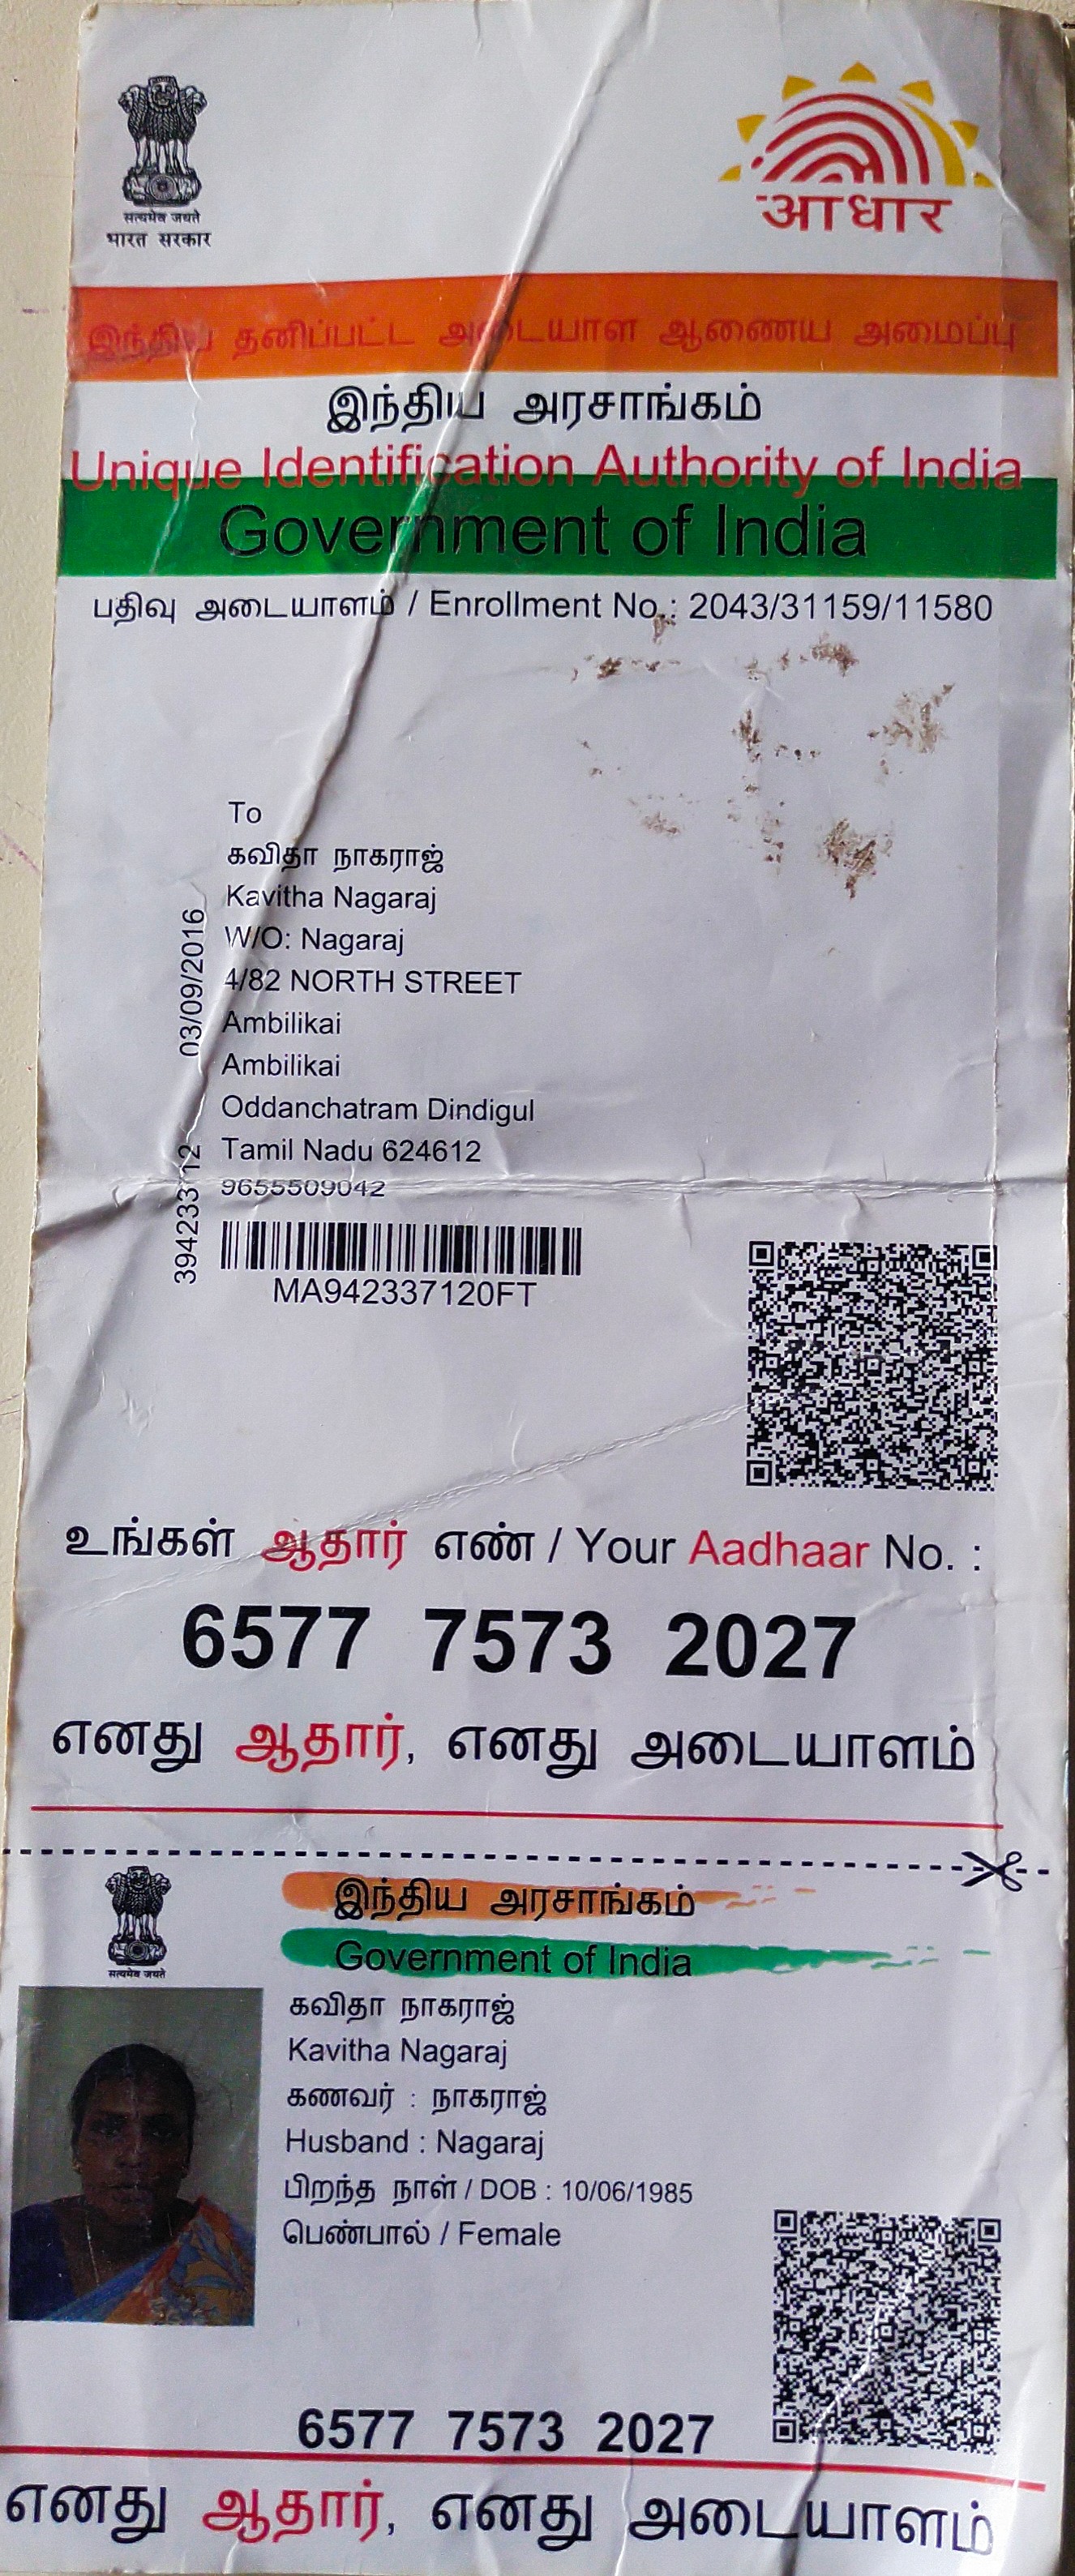 सत्यमेव जयते
भारत सरकार
आधार
இந்திய தனிப்பட்ட அடையாள ஆணைய அமைப்பு
இந்திய அரசாங்கம்
Unique Identification Authority of India
Government of India
பதிவு அடையாளம் / Enrollment No.: 2043/31159/11580
To
கவிதா நாகராஜ்
Kavitha Nagaraj
W/O: Nagaraj
4/82 NORTH STREET
Ambilikai
Ambilikai
Oddanchatram Dindigul
Tamil Nadu 624612
9655509042
03/09/2016
MA942337120FT
உங்கள் ஆதார் எண் / Your Aadhaar No. :
6577 7573 2027
எனது ஆதார், எனது அடையாளம்
सत्यमेव जयते
இந்திய அரசாங்கம்
Government of India
கவிதா நாகராஜ்
Kavitha Nagaraj
கணவர் : நாகராஜ்
Husband : Nagaraj
பிறந்த நாள் / DOB : 10/06/1985
பெண்பால் / Female
6577 7573 2027
எனது ஆதார், எனது அடையாளம்